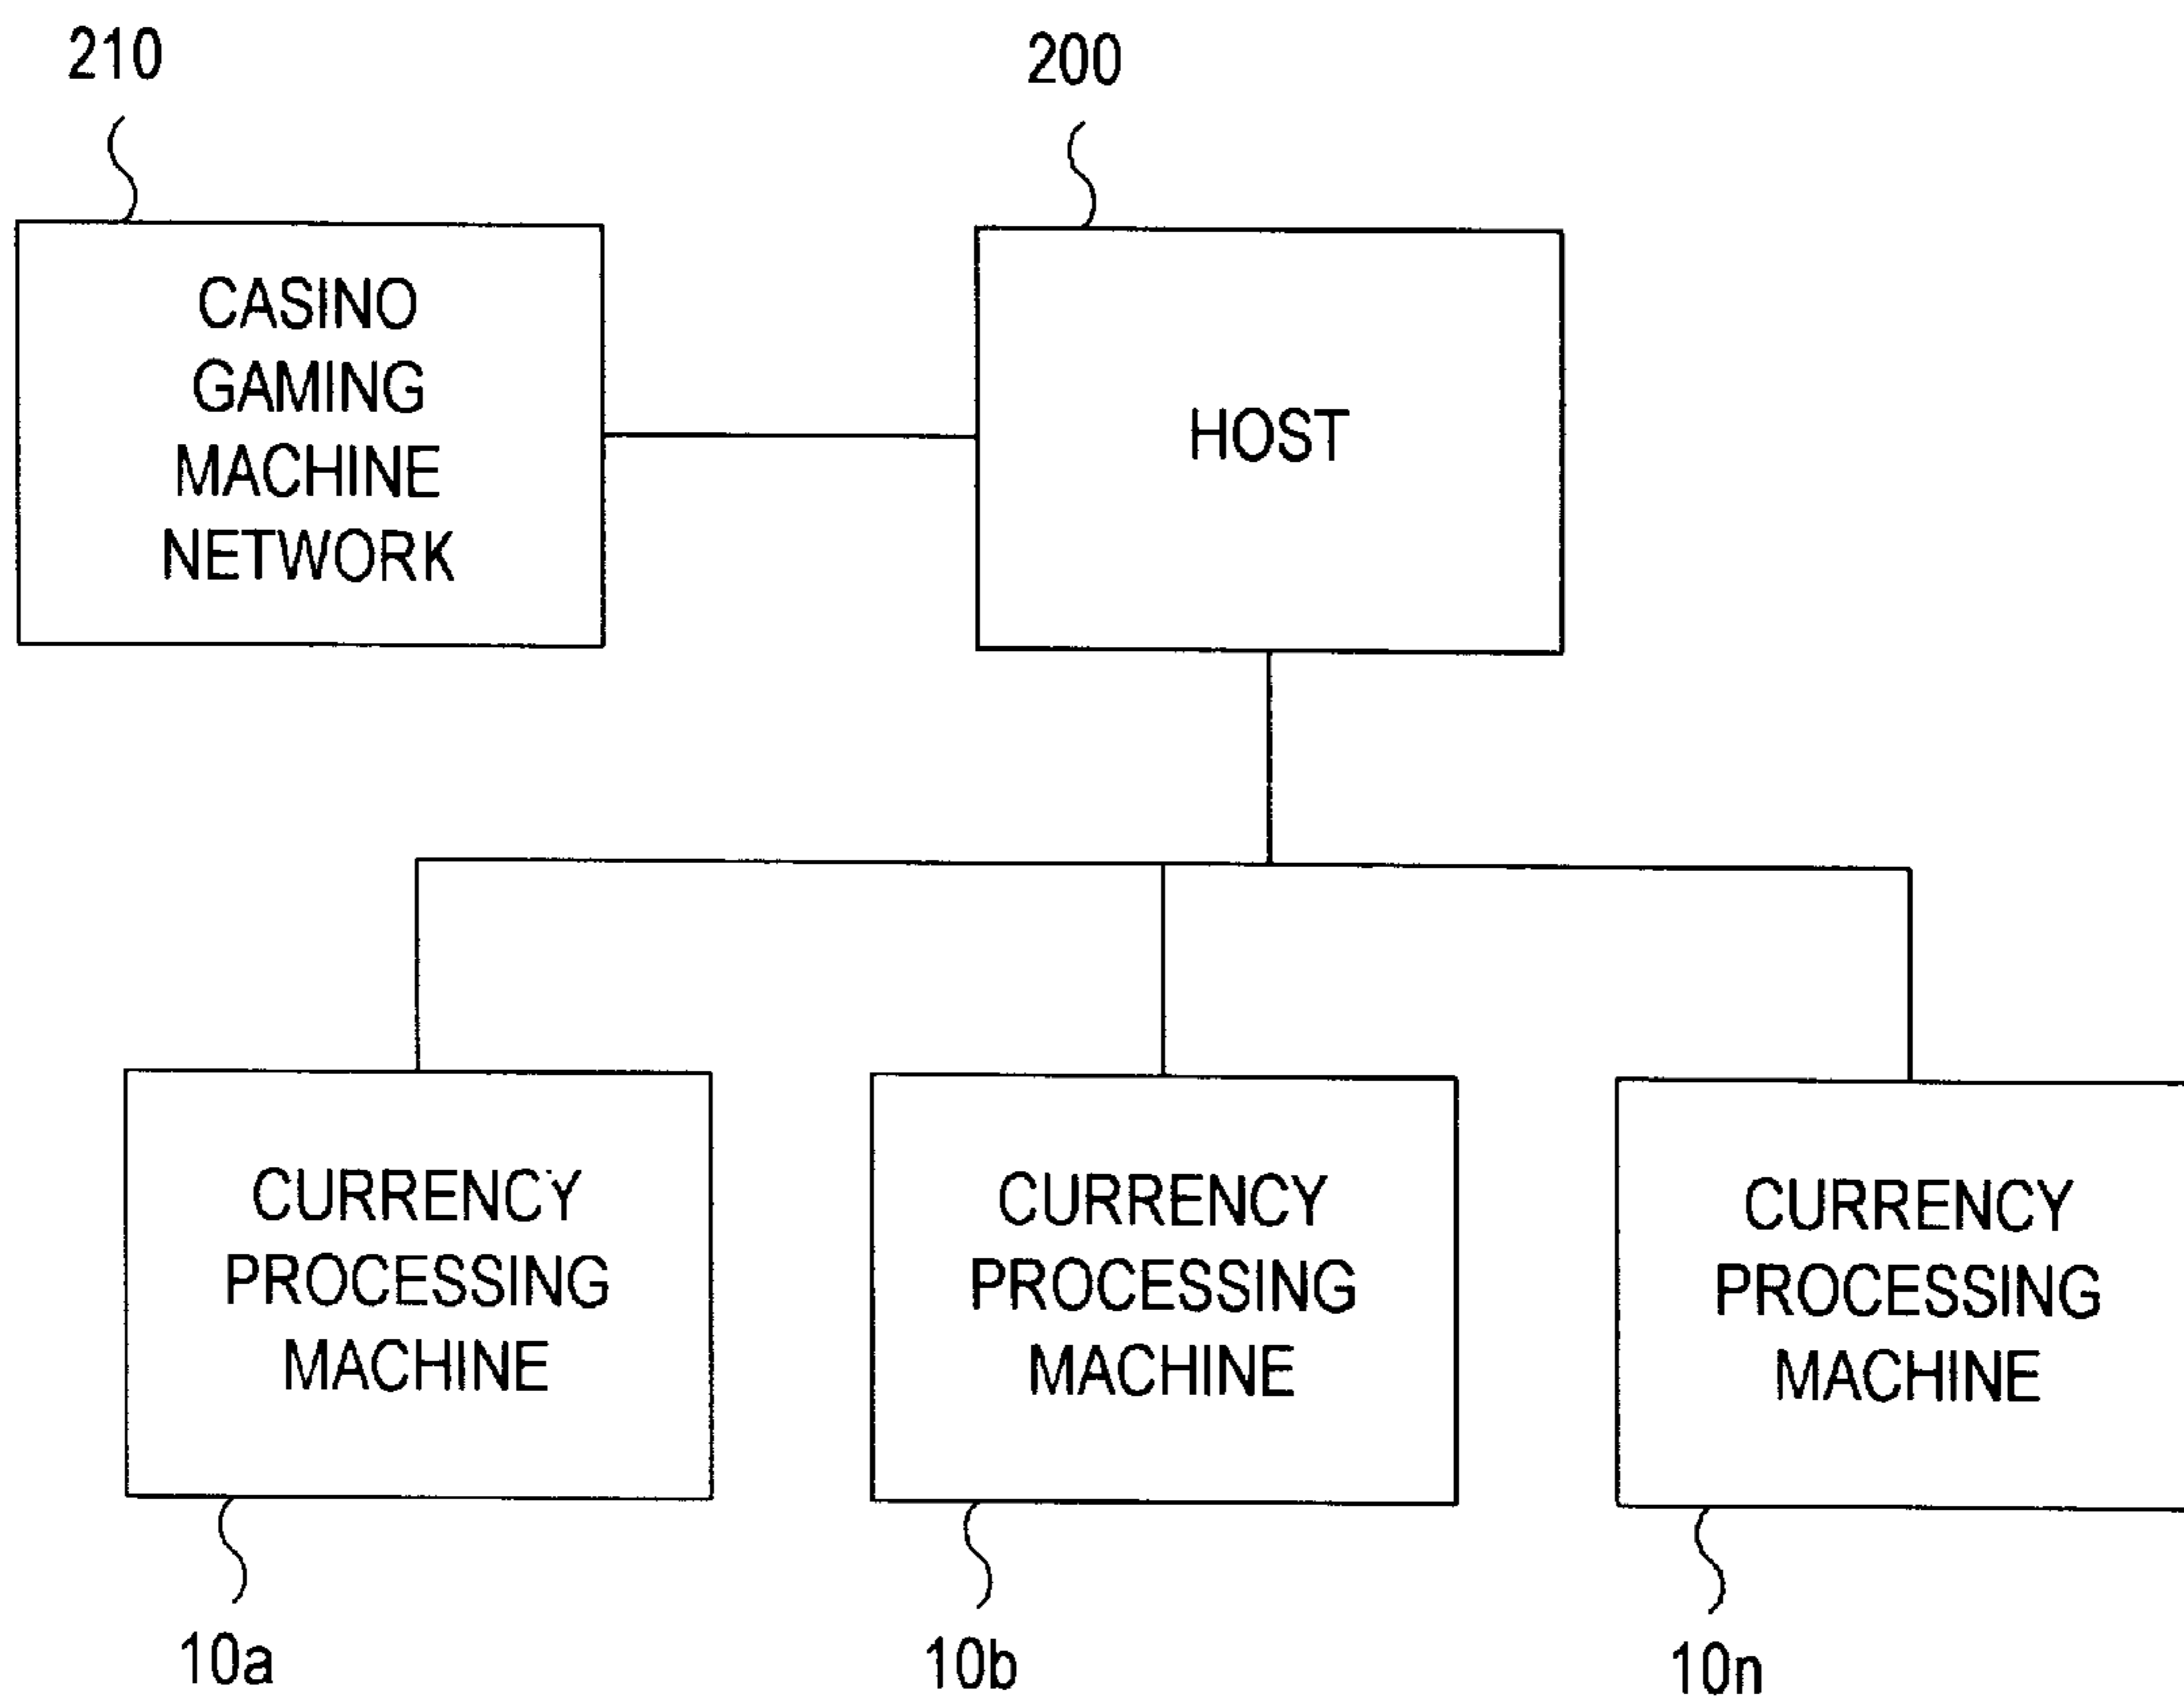 210
200
CASINO
GAMING
MACHINE
NETWORK
HOST
CURRENCY
PROCESSING
MACHINE
CURRENCY
PROCESSING
MACHINE
CURRENCY
PROCESSING
MACHINE
10a
10b
10n